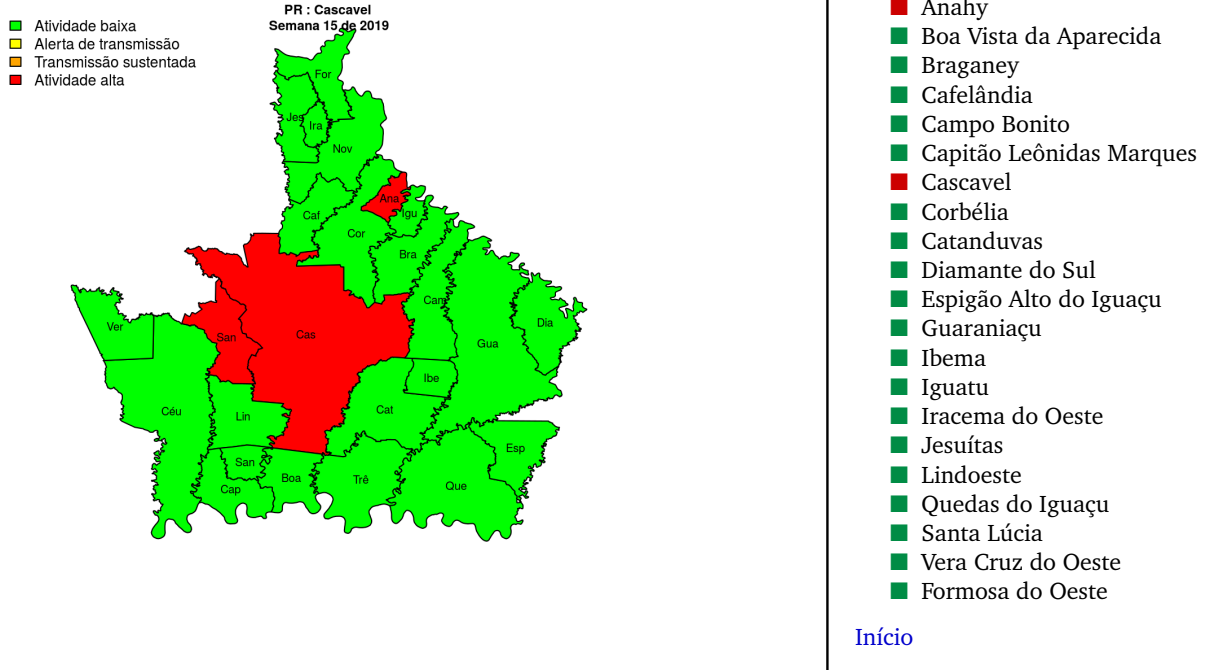 PR : Cascavel
Semana 15 de 2019
Atividade baixa
Alerta de transmissão
Transmissão sustentada
Atividade alta
For
Jes
Ira
Nov
Ana
Igu
Caf
Cor
Bra
Cam
Ver
San
Cas
Gua
Dia
Ibe
Céu
Lin
Cat
San
Cap
Boa
Trê
Que
Esp
Anahy
Boa Vista da Aparecida
Braganey
Cafelândia
Campo Bonito
Capitão Leônidas Marques
Cascavel
Corbélia
Catanduvas
Diamante do Sul
Espigão Alto do Iguaçu
Guaraniaçu
Ibema
Iguatu
Iracema do Oeste
Jesuítas
Lindoeste
Quedas do Iguaçu
Santa Lúcia
Vera Cruz do Oeste
Formosa do Oeste
Início